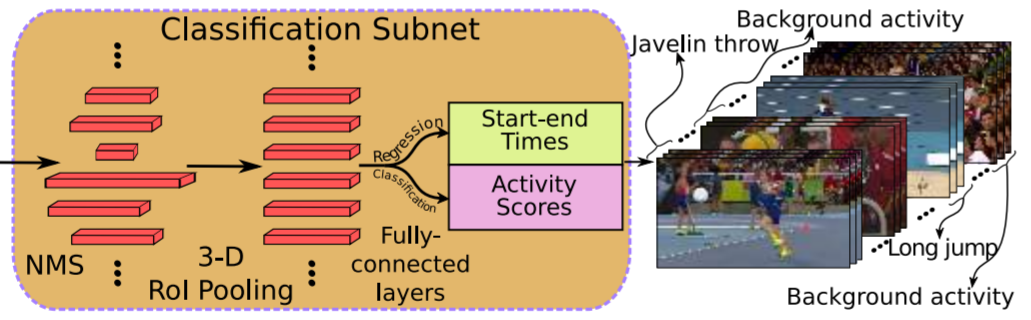 Classification Subnet
NMS
3-D
RoI Pooling
Regression
Classification
Fully-
connected
layers
Start-end
Times
Activity
Scores
Background activity
Javelin throw
Long jump
Background activity